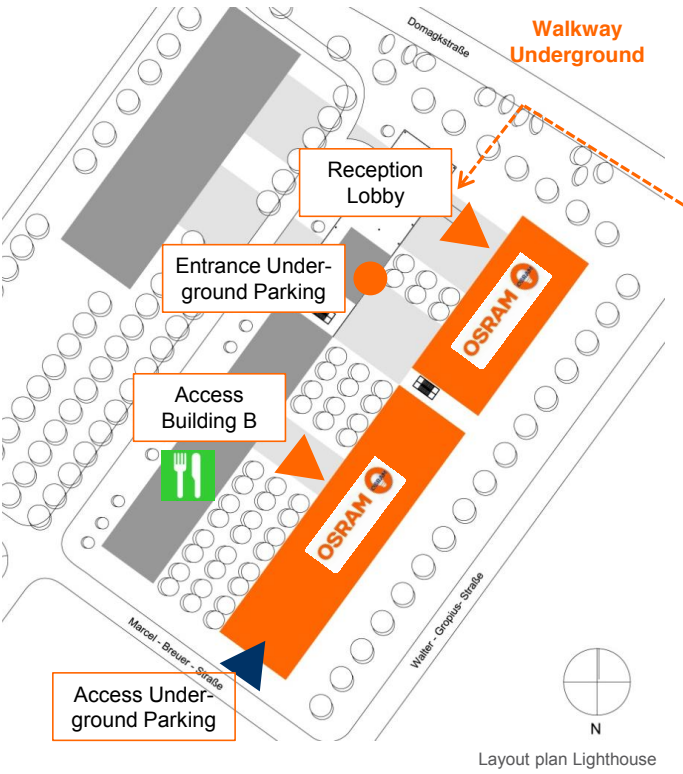 Domagkstraße
Walkway
Underground
Reception
Lobby
Entrance Under-
ground Parking
OSRAM
Access
Building B
OSRAM
Marcel - Breuer - Straße
Walter - Gropius- Straße
Access Under-
ground Parking
N
Layout plan Lighthouse